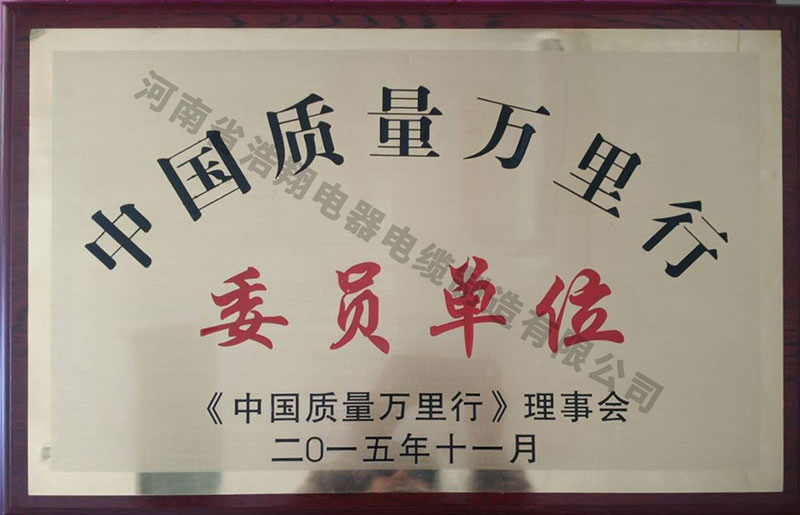 中国质量万里行
委员单位
《中国质量万里行》理事会
二〇一五年十一月
河南省浩翔电器电缆制造有限公司